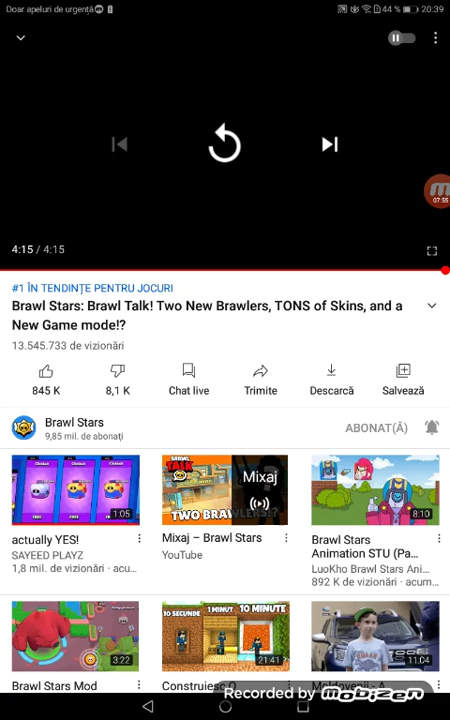 Doar apeluri de urgență
44 %
20:39
07:55
4:15 / 4:15
#1 ÎN TENDINȚE PENTRU JOCURI
Brawl Stars: Brawl Talk! Two New Brawlers, TONS of Skins, and a
New Game mode!?
13.545.733 de vizionări
845 K
8,1 K
Chat live
Trimite
Descarcă
Salvează
Brawl Stars
9,85 mil. de abonați
ABONAT(Ă)
1:05
BRAWL
TALK
TWO BRAWLERS
Mixaj
8:10
actually YES!
SAYEED PLAYZ
1,8 mil. de vizionări · acu...
Mixaj – Brawl Stars
YouTube
Brawl Stars
Animation STU (Pa...
LuoKho Brawl Stars Ani...
892 K de vizionări · acum...
3:22
10 SECUNDE
1 MINUT
10 MINUTE
21:41
11:04
Brawl Stars Mod
Construiesc O
Moldovenii - A
Recorded by mobizen